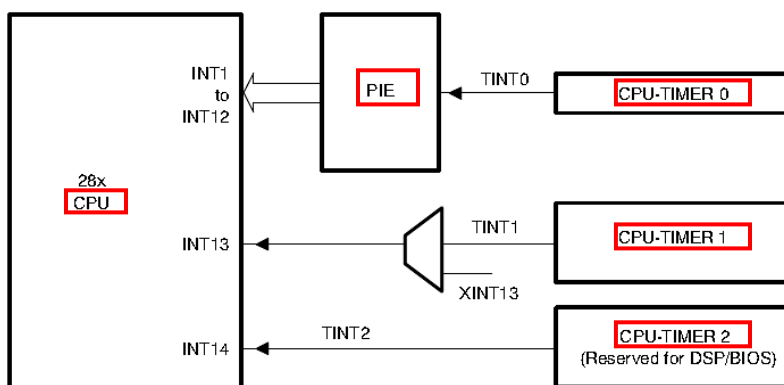 INT1
to
INT12
PIE
TINT0
CPU-TIMER 0
28x
CPU
INT13
TINT1
XINT13
CPU-TIMER 1
INT14
TINT2
CPU-TIMER 2
(Reserved for DSP/BIOS)